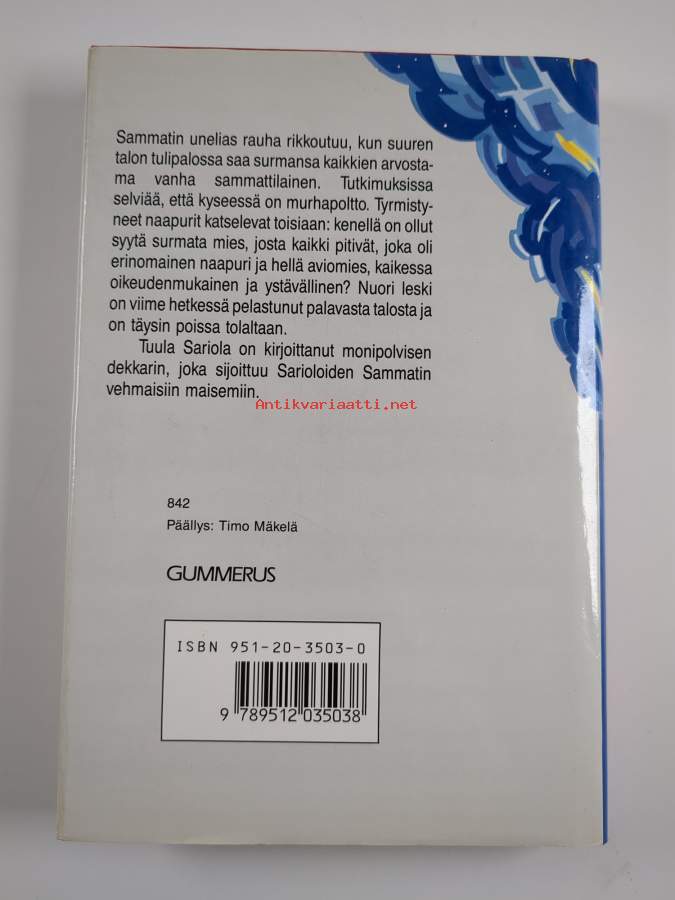 Sammatin unelias rauha rikkoutuu, kun suuren
talon tulipalossa saa surmansa kaikkien arvosta-
ma vanha sammattilainen. Tutkimuksissa
selviää, että kyseessä on murhapoltto. Tyrmisty-
neet naapurit katselevat toisiaan: kenellä on ollut
syytä surmata mies, josta kaikki pitivät, joka oli
erinomainen naapuri ja hellä aviomies, kaikessa
oikeudenmukainen ja ystävällinen? Nuori leski
on viime hetkessä pelastunut palavasta talosta ja
on täysin poissa tolaltaan.
Tuula Sariola on kirjoittanut monipolvisen
dekkarin, joka sijoittuu Sarioloiden Sammatin
vehmaisiin maisemiin.
Antikvariaatti.net
842
Päällys: Timo Mäkelä
GUMMERUS
ISBN 951-20-3503-0
9 789512 035038